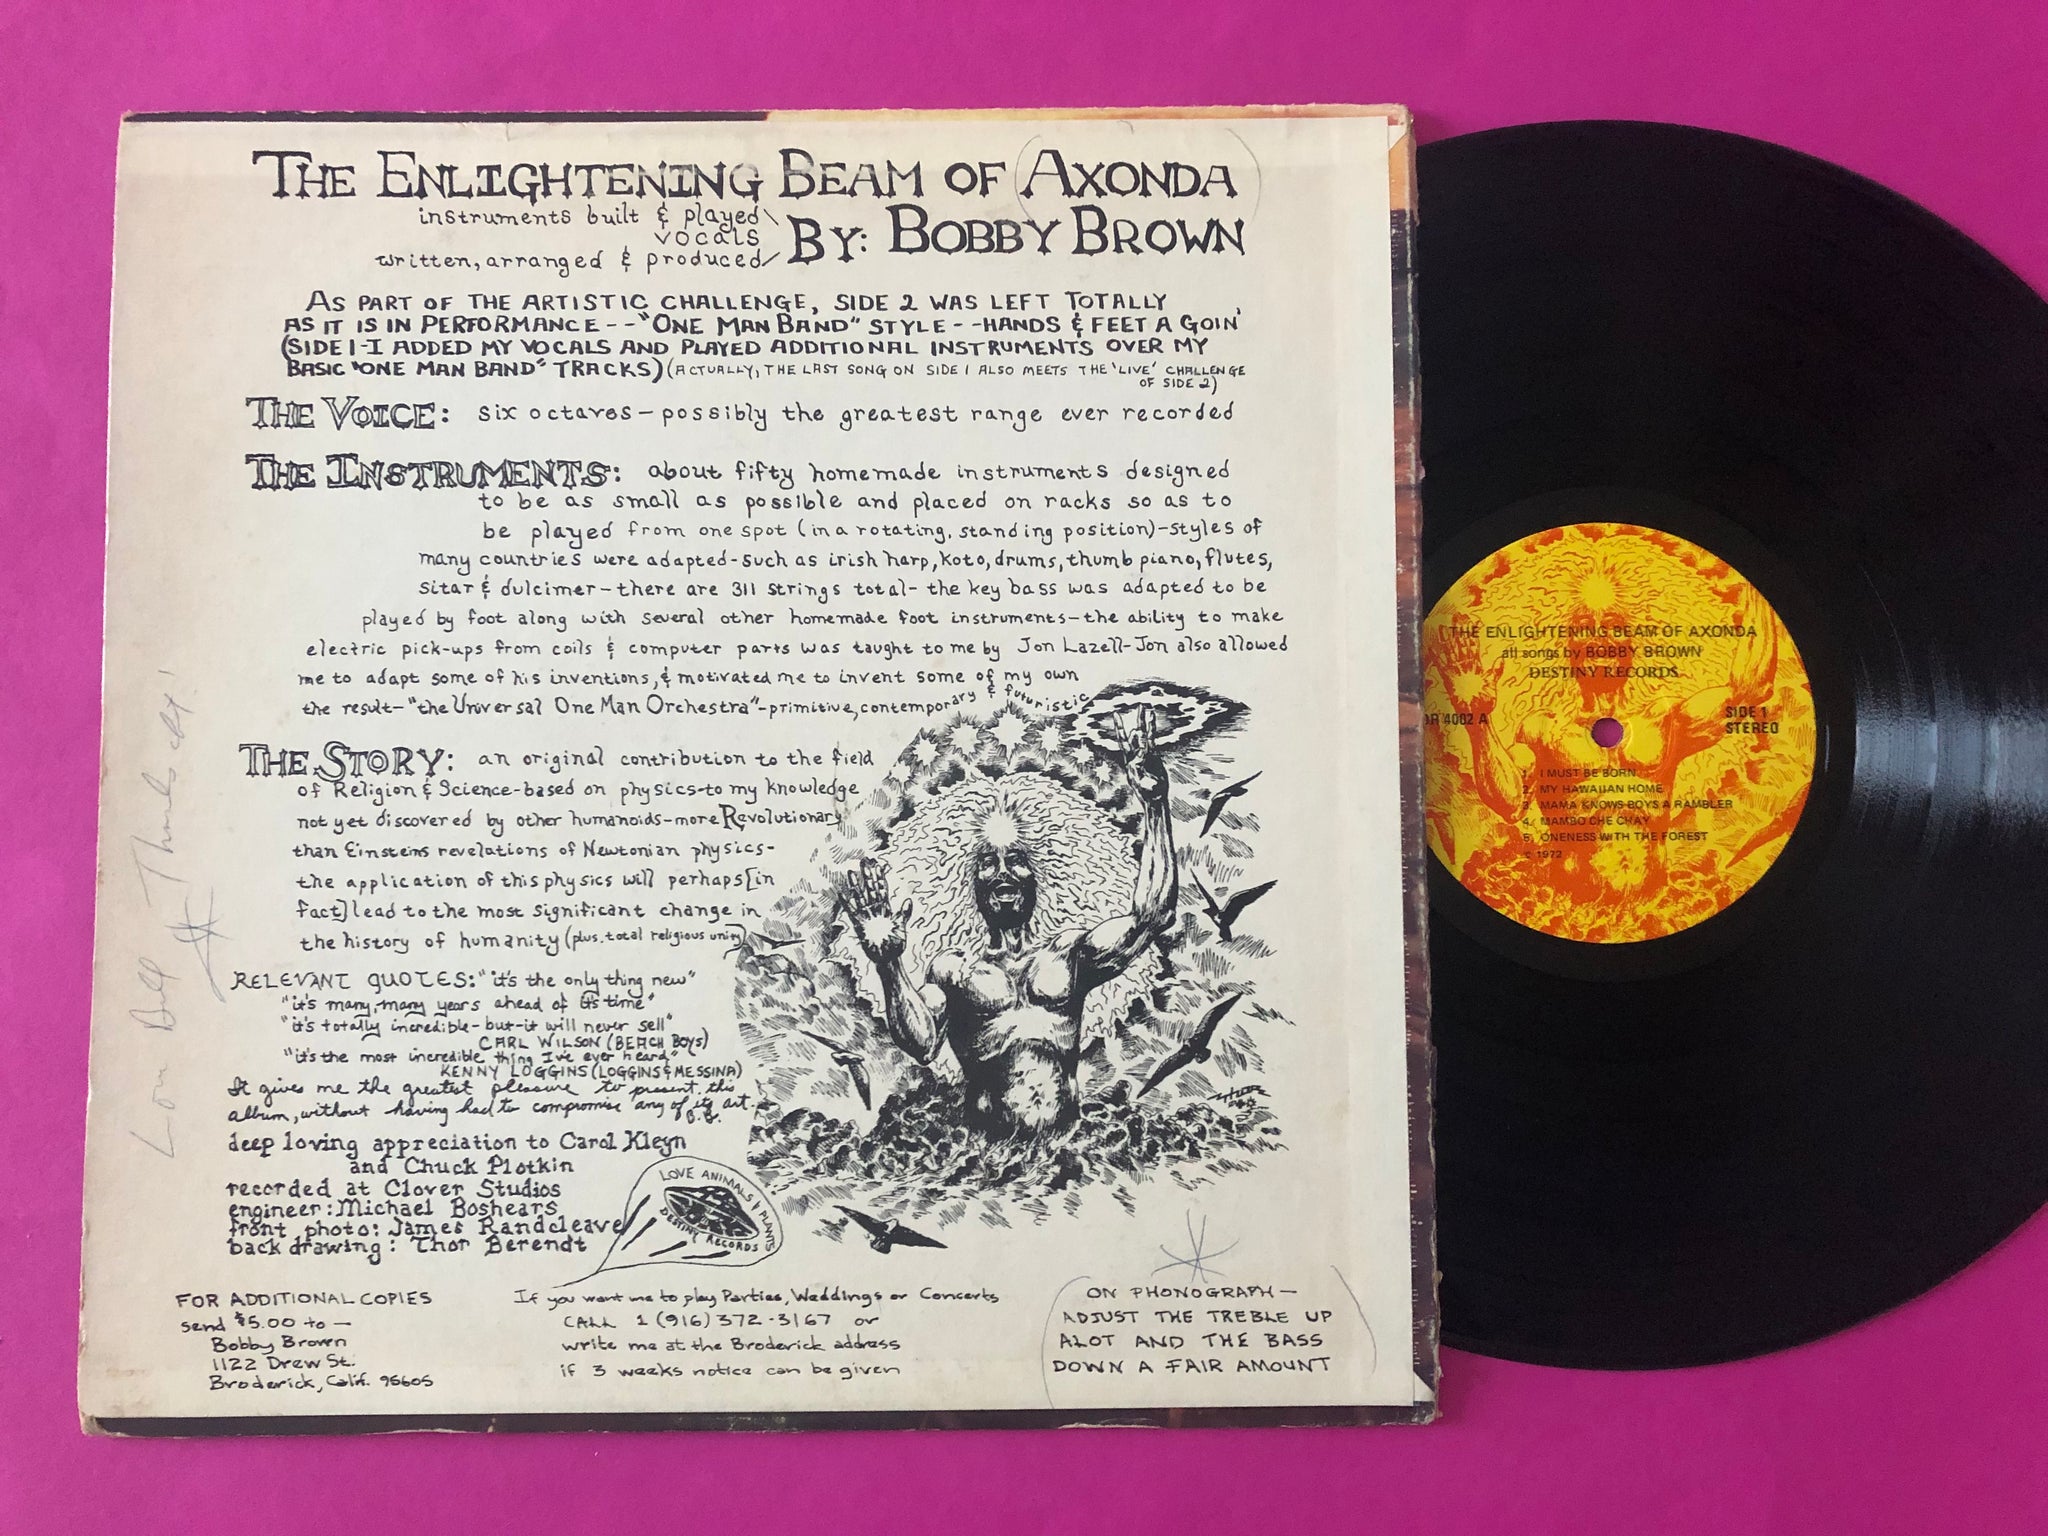 THE ENLIGHTENING BEAM OF AXONDA
instruments built & played
vocals
written, arranged & produced
BY: BOBBY BROWN
AS PART OF THE ARTISTIC CHALLENGE, SIDE 2 WAS LEFT TOTALLY
AS IT IS IN PERFORMANCE--"ONE MAN BAND" STYLE--HANDS & FEET A GOIN'
(SIDE 1-I ADDED MY VOCALS AND PLAYED ADDITIONAL INSTRUMENTS OVER MY
BASIC "ONE MAN BAND" TRACKS) (ACTUALLY, THE LAST SONG ON SIDE 1 ALSO MEETS THE 'LIVE' CHALLENGE
OF SIDE 2)
THE VOICE: six octaves—possibly the greatest range ever recorded
THE INSTRUMENTS: about fifty homemade instruments designed
to be as small as possible and placed on racks so as to
be played from one spot (in a rotating, standing position)-styles of
many countries were adapted-such as irish harp, koto, drums, thumb piano, flutes,
sitar & dulcimer-there are 311 strings total- the key bass was adapted to be
played by foot along with several other homemade foot instruments-the ability to make
electric pick-ups from coils & computer parts was taught to me by Jon Lazell-Jon also allowed
me to adapt some of his inventions, & motivated me to invent some of my own
the result-"the Universal One Man Orchestra"-primitive, contemporary & futuristic
THE STORY: an original contribution to the field
of Religion & Science-based on physics-to my knowledge
not yet discovered by other humanoids-more Revolutionary
than Einsteins revelations of Newtonian physics-
the application of this physics will perhaps [in
fact] lead to the most significant change in
the history of humanity (plus, total religious unity)
RELEVANT QUOTES: "it's the only thing new"
"it's many, many years ahead of its time"
"it's totally incredible-but-it will never sell"
CARL WILSON (BEACH BOYS)
"it's the most incredible thing I've ever heard"
KENNY LOGGINS (LOGGINS & MESSINA)
It gives me the greatest pleasure to present this
album, without having had to compromise any of its art.
B.B.
deep loving appreciation to Carol Kleyn
and Chuck Plotkin
recorded at Clover Studios
engineer: Michael Boshears
front photo: James Randcleave
back drawing: Thor Berendt
LOVE ANIMALS & PLANTS
DESTINY RECORDS
FOR ADDITIONAL COPIES
send $5.00 to —
Bobby Brown
1122 Drew St.
Broderick, Calif. 95605
If you want me to play Parties, Weddings or Concerts
CALL 1 (916) 372-3167 or
write me at the Broderick address
if 3 weeks notice can be given
ON PHONOGRAPH—
ADJUST THE TREBLE UP
ALOT AND THE BASS
DOWN A FAIR AMOUNT
THE ENLIGHTENING BEAM OF AXONDA
all songs by BOBBY BROWN
DESTINY RECORDS
4002 A
SIDE 1
STEREO
1. I MUST BE BORN
2. MY HAWAIIAN HOME
3. MAMA KNOWS BOYS A RAMBLER
4. MAMBO CHE CHAY
5. ONENESS WITH THE FOREST
© 1972